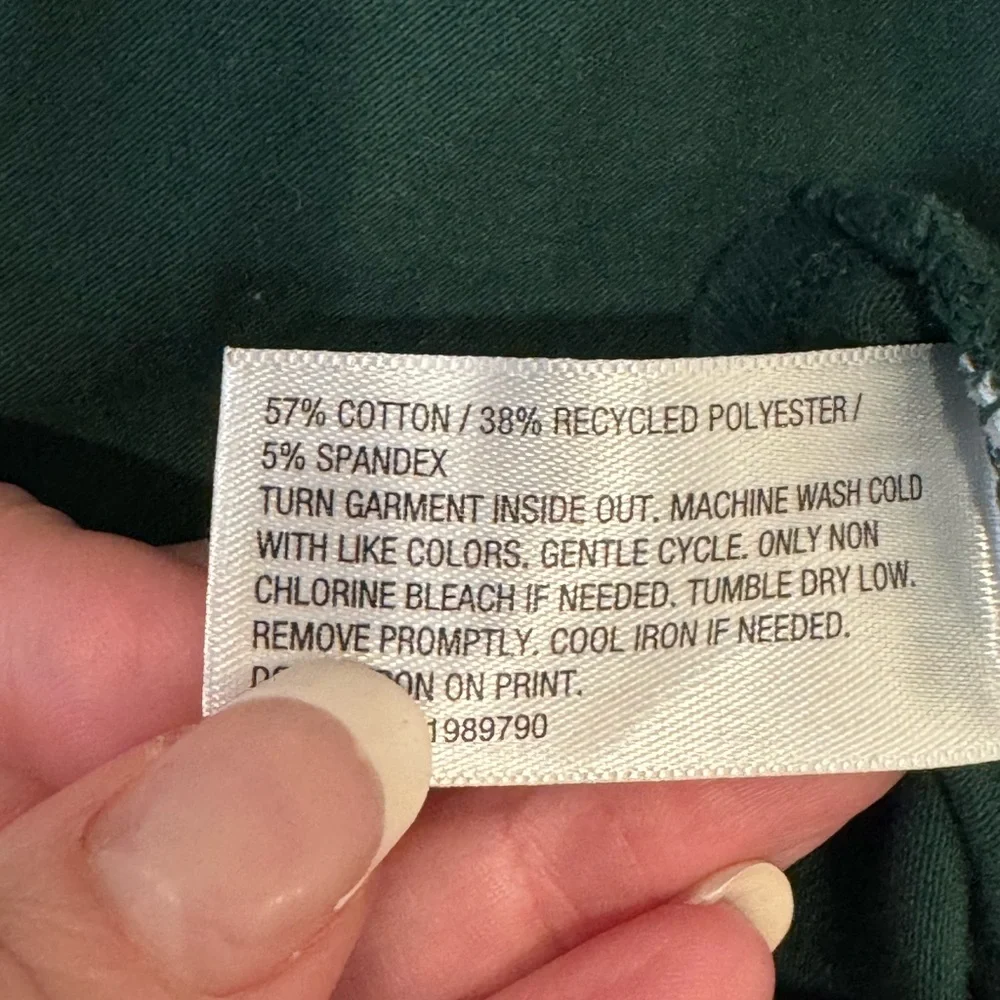 57% COTTON / 38% RECYCLED POLYESTER /
5% SPANDEX
TURN GARMENT INSIDE OUT. MACHINE WASH COLD
WITH LIKE COLORS. GENTLE CYCLE. ONLY NON
CHLORINE BLEACH IF NEEDED. TUMBLE DRY LOW.
REMOVE PROMPTLY. COOL IRON IF NEEDED.
ON PRINT.
1989790